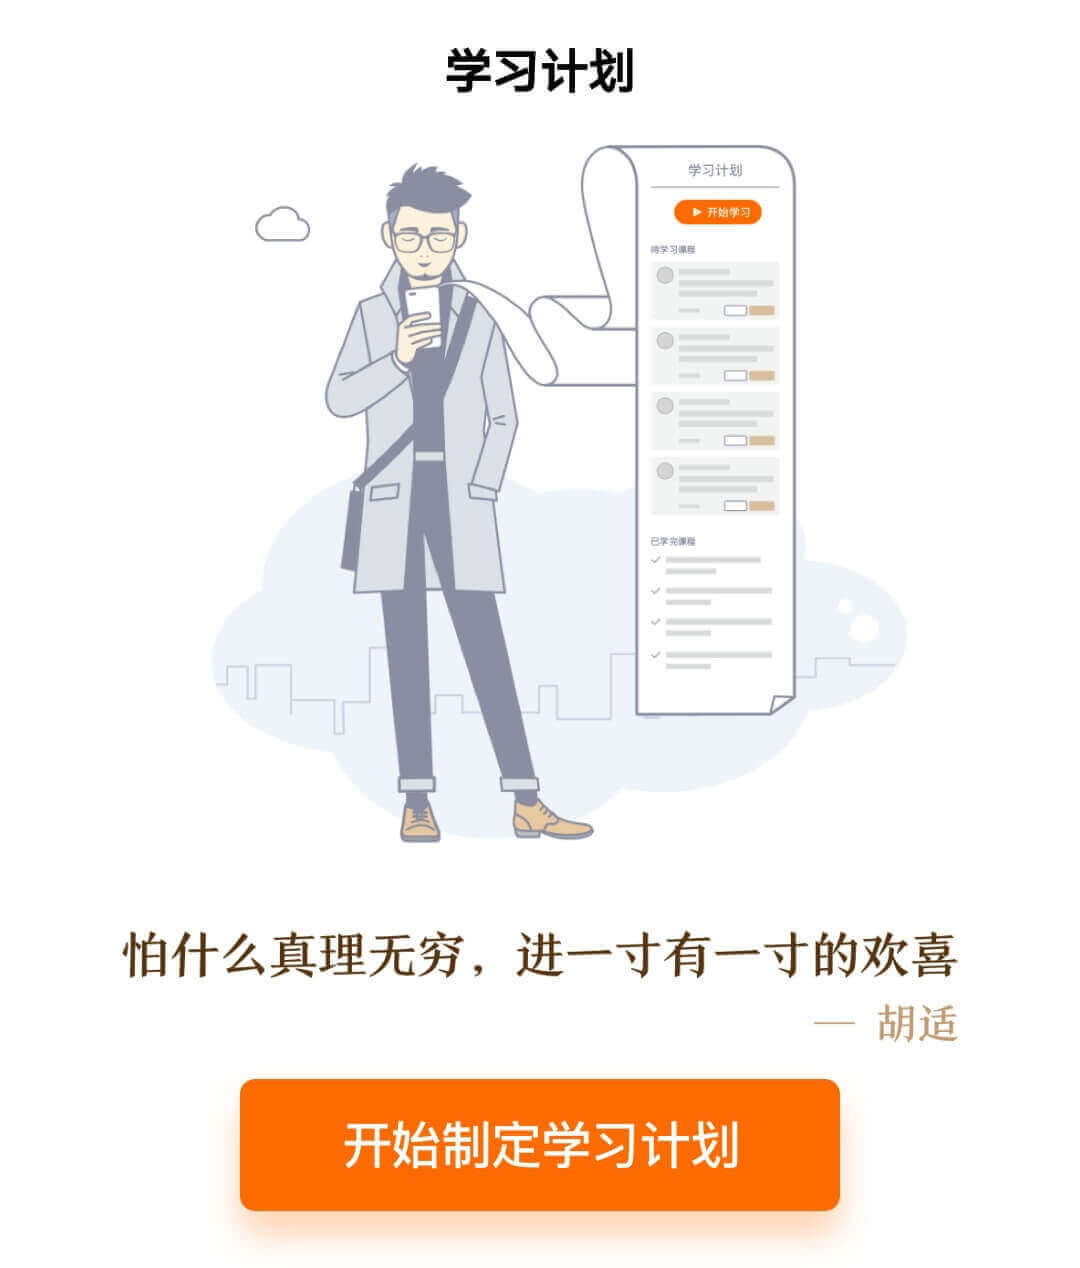 学习计划
学习计划
开始学习
待学习课程
已学完课程
怕什么真理无穷，进一寸有一寸的欢喜
— 胡适
开始制定学习计划